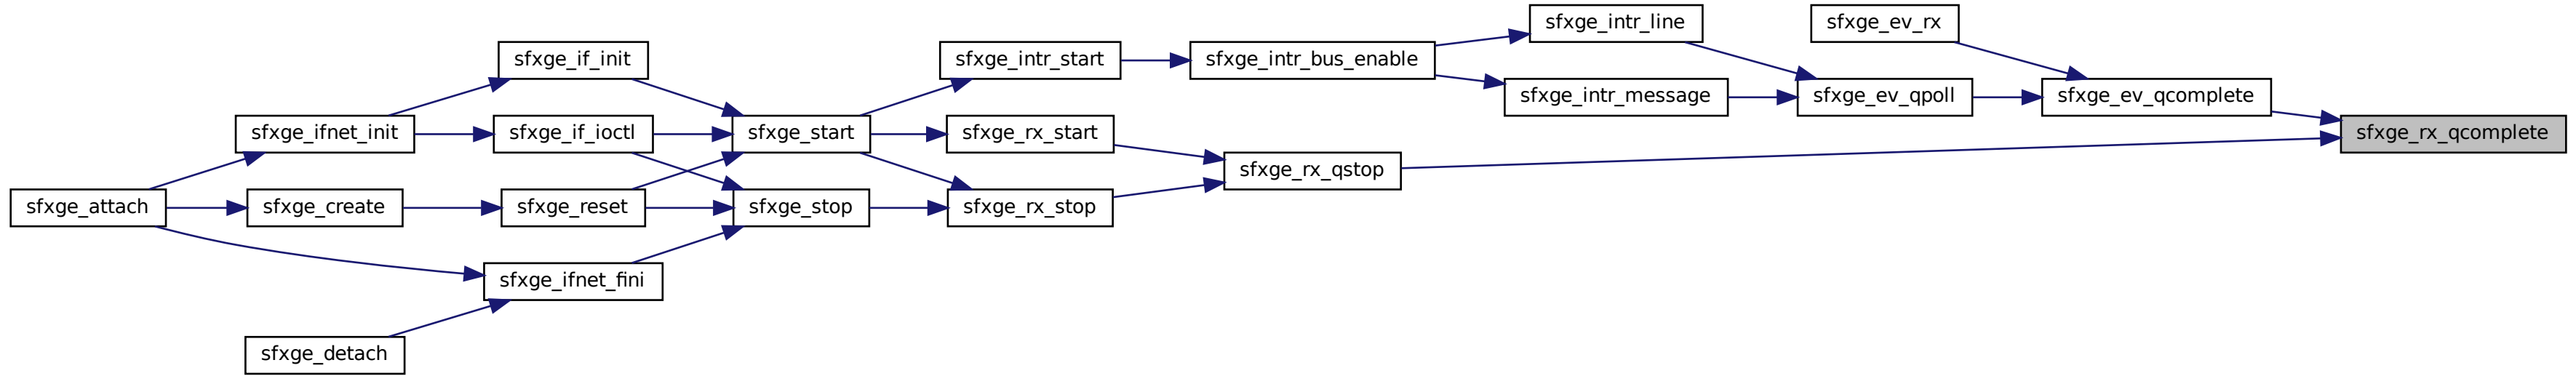 sfxge_intr_line
sfxge_ev_rx
sfxge_if_init
sfxge_intr_start
sfxge_intr_bus_enable
sfxge_intr_message
sfxge_ev_qpoll
sfxge_ev_qcomplete
sfxge_ifnet_init
sfxge_if_ioctl
sfxge_start
sfxge_rx_start
sfxge_rx_qcomplete
sfxge_rx_qstop
sfxge_attach
sfxge_create
sfxge_reset
sfxge_stop
sfxge_rx_stop
sfxge_ifnet_fini
sfxge_detach